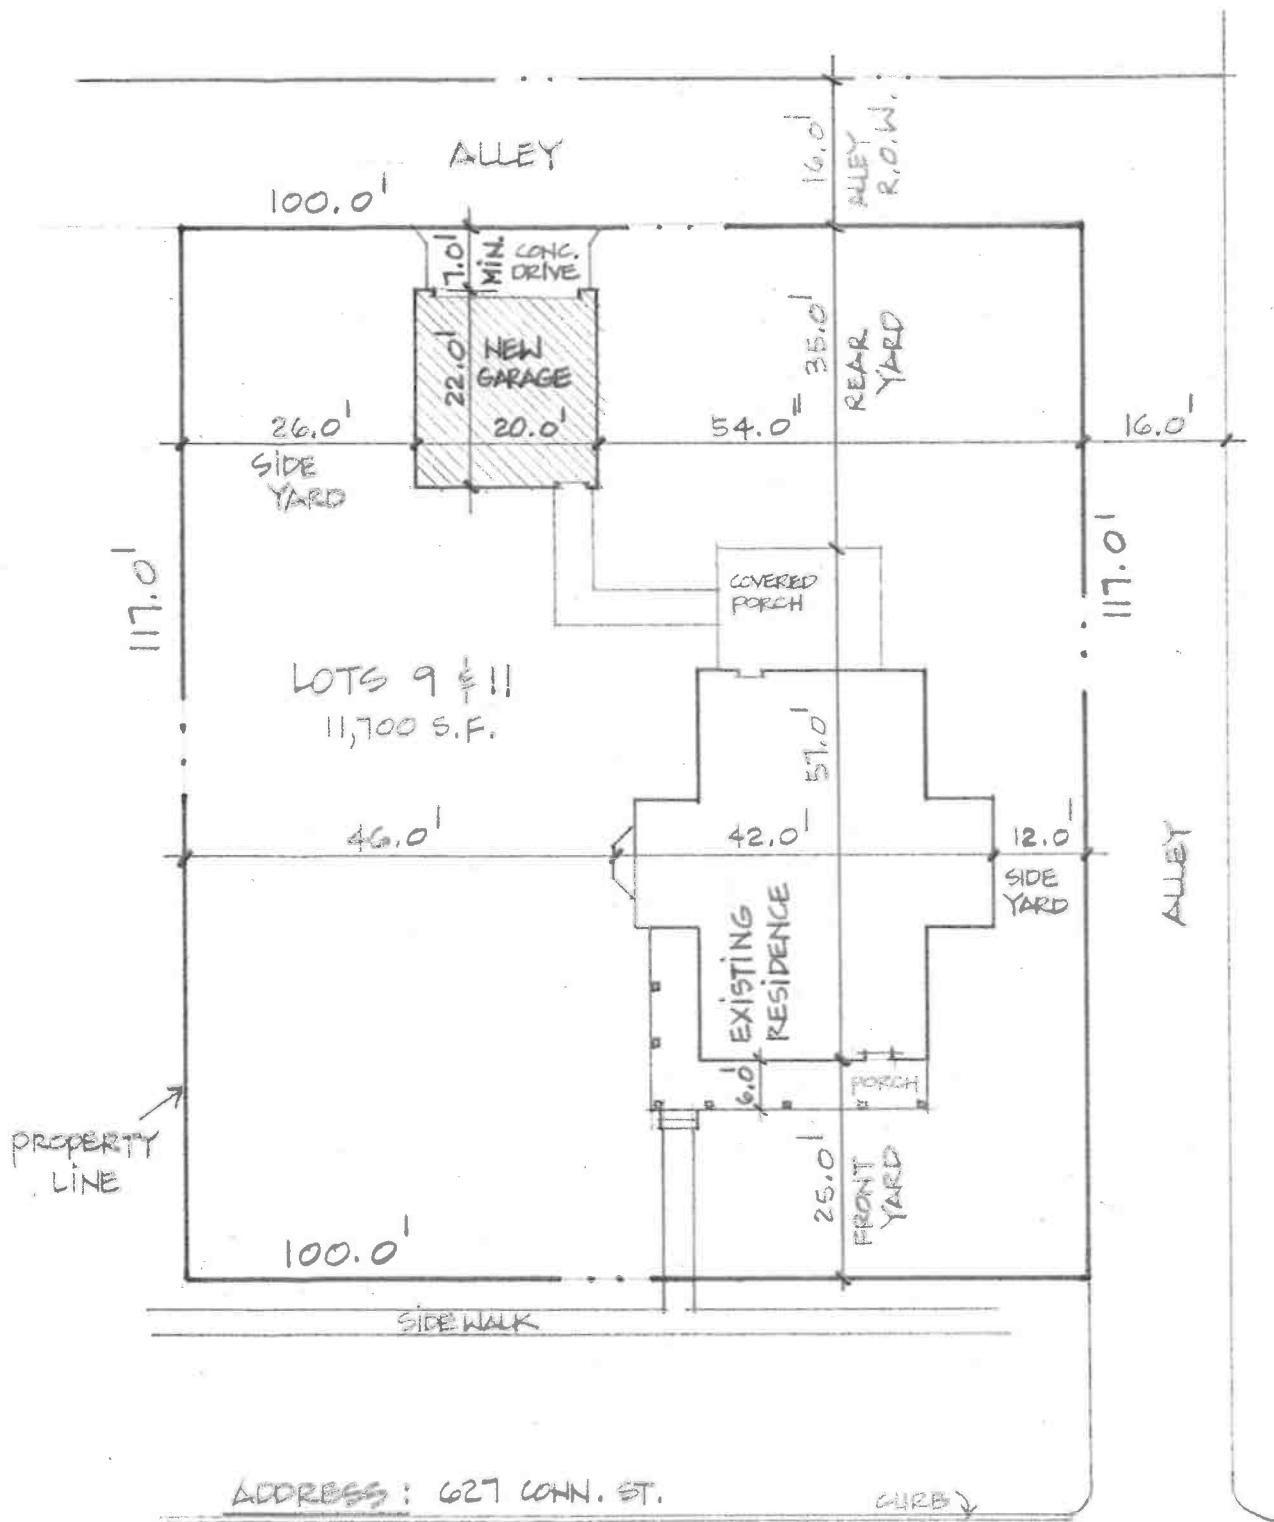 ALLEY
16.0'
ALLEY
R.O.W.
100.0'
7.0'
MIN.
CONC.
DRIVE
22.0'
NEW
GARAGE
35.0'
REAR
YARD
26.0'
SIDE
YARD
20.0'
54.0"
16.0'
117.0'
117.0'
COVERED
PORCH
LOTS 9 & 11
11,700 S.F.
57.0'
46.0'
42.0'
12.0'
SIDE
YARD
ALLEY
EXISTING
RESIDENCE
6.0'
PORCH
PROPERTY
LINE
25.0'
FRONT
YARD
100.0'
SIDEWALK
ADDRESS: 627 CONN. ST.
CURB